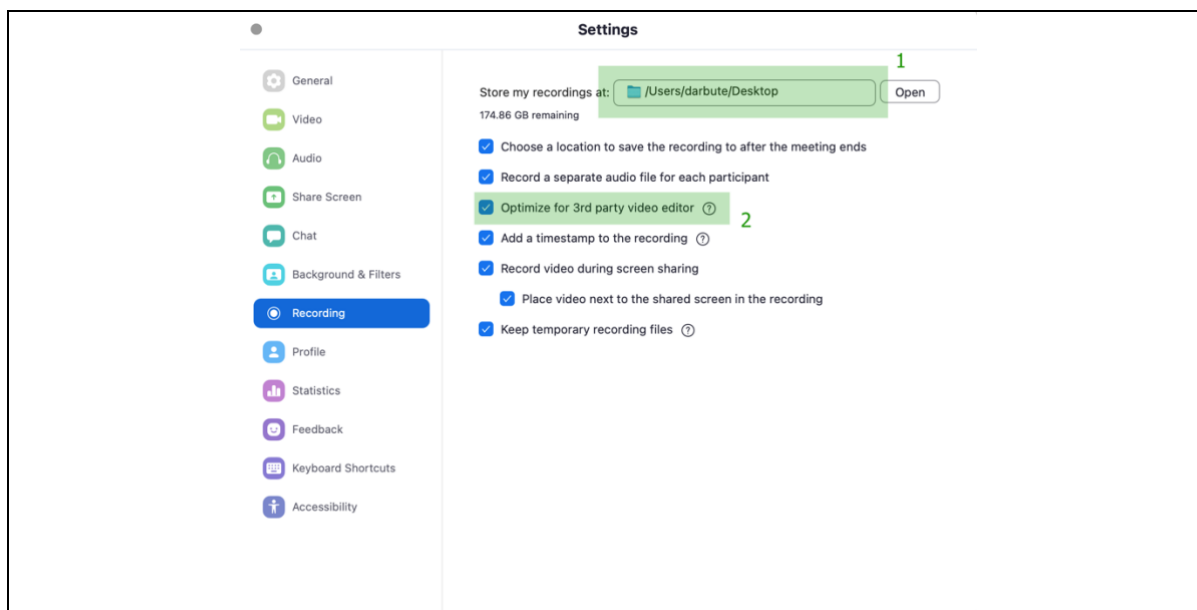 Settings
General
Video
Audio
Share Screen
Chat
Background & Filters
Recording
Profile
Statistics
Feedback
Keyboard Shortcuts
Accessibility
1
Store my recordings at: /Users/darbute/Desktop Open
174.86 GB remaining
Choose a location to save the recording to after the meeting ends
Record a separate audio file for each participant
Optimize for 3rd party video editor ?
2
Add a timestamp to the recording ?
Record video during screen sharing
Place video next to the shared screen in the recording
Keep temporary recording files ?